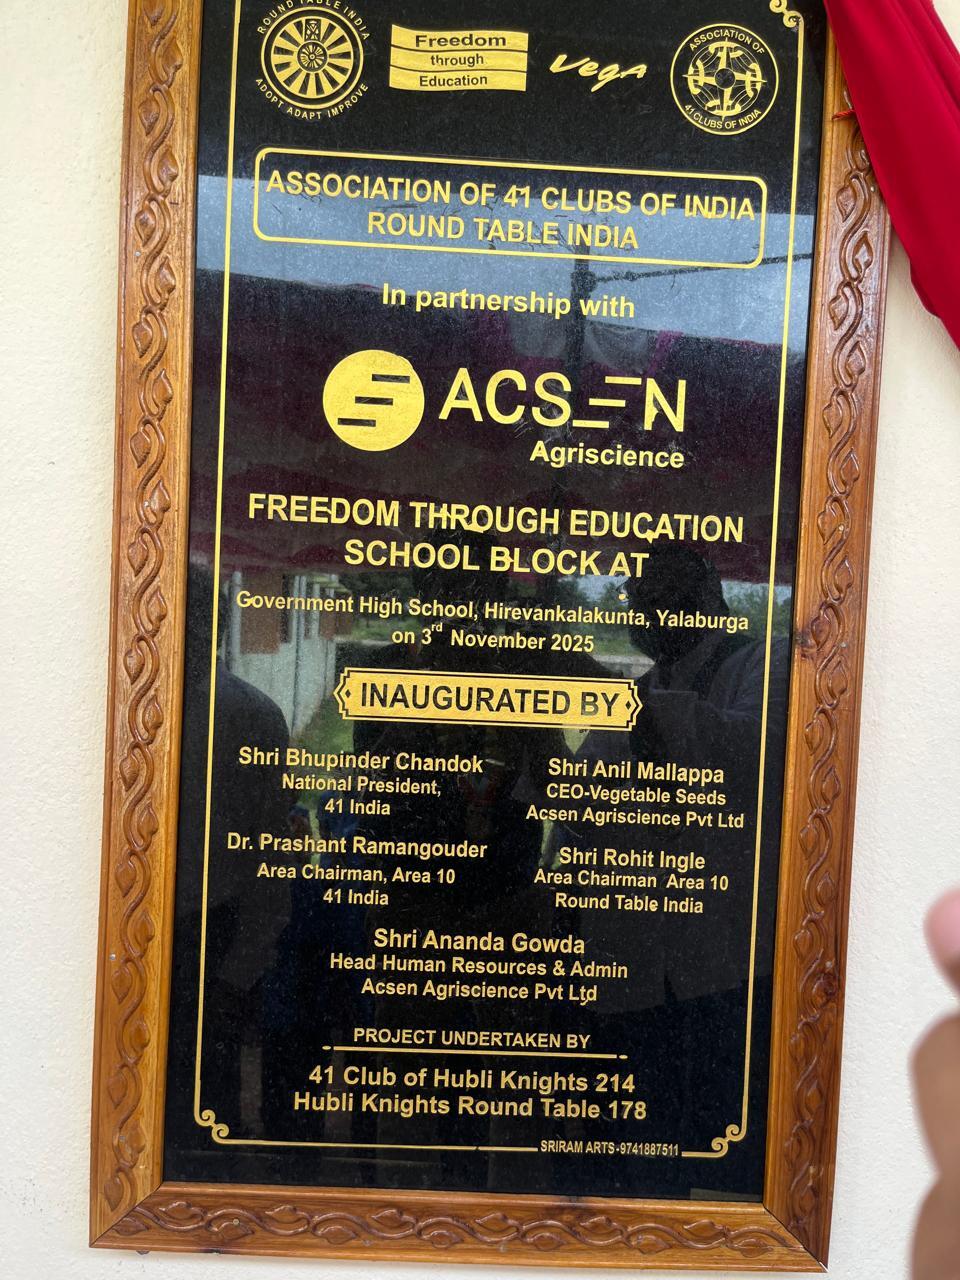 ROUND TABLE INDIA
ADOPT ADAPT IMPROVE
Freedom
through
Education
Vega
ASSOCIATION OF
41 CLUBS OF INDIA
ASSOCIATION OF 41 CLUBS OF INDIA
ROUND TABLE INDIA
In partnership with
ACSEN
Agriscience
FREEDOM THROUGH EDUCATION
SCHOOL BLOCK AT
Government High School, Hirevankalakunta, Yalaburga
on 3rd November 2025
INAUGURATED BY
Shri Bhupinder Chandok
National President,
41 India
Shri Anil Mallappa
CEO-Vegetable Seeds
Acsen Agriscience Pvt Ltd
Dr. Prashant Ramangouder
Area Chairman, Area 10
41 India
Shri Rohit Ingle
Area Chairman Area 10
Round Table India
Shri Ananda Gowda
Head Human Resources & Admin
Acsen Agriscience Pvt Ltd
PROJECT UNDERTAKEN BY
41 Club of Hubli Knights 214
Hubli Knights Round Table 178
SRIRAM ARTS-9741887511